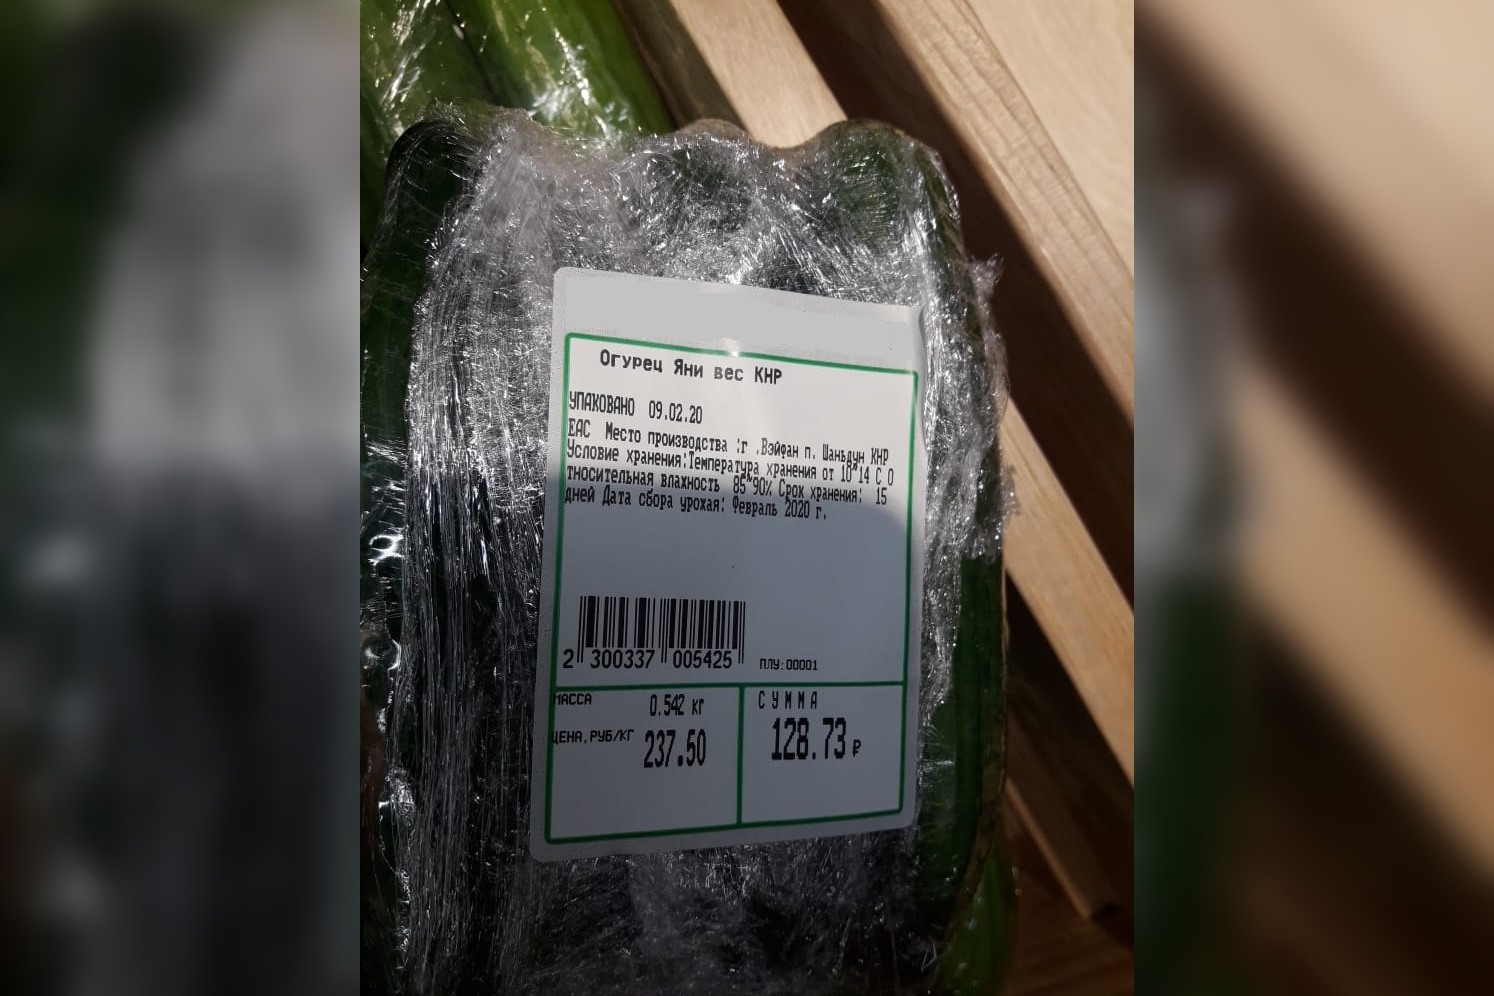 Огурец Яни вес КНР
УПАКОВАНО 09.02.20
ЕАС Место производства :г .Вэйфан п. Шаньдун КНР
Условие хранения:Температура хранения от 10*14 С О
тносительная влажность 85*90% Срок хранения: 15
дней Дата сбора урохая: Февраль 2020 г.
2 300337 005425
ПЛУ:00001
МАССА 0.542 кг
ЦЕНА,РУБ/КГ 237.50
СУММА
128.73 ₽